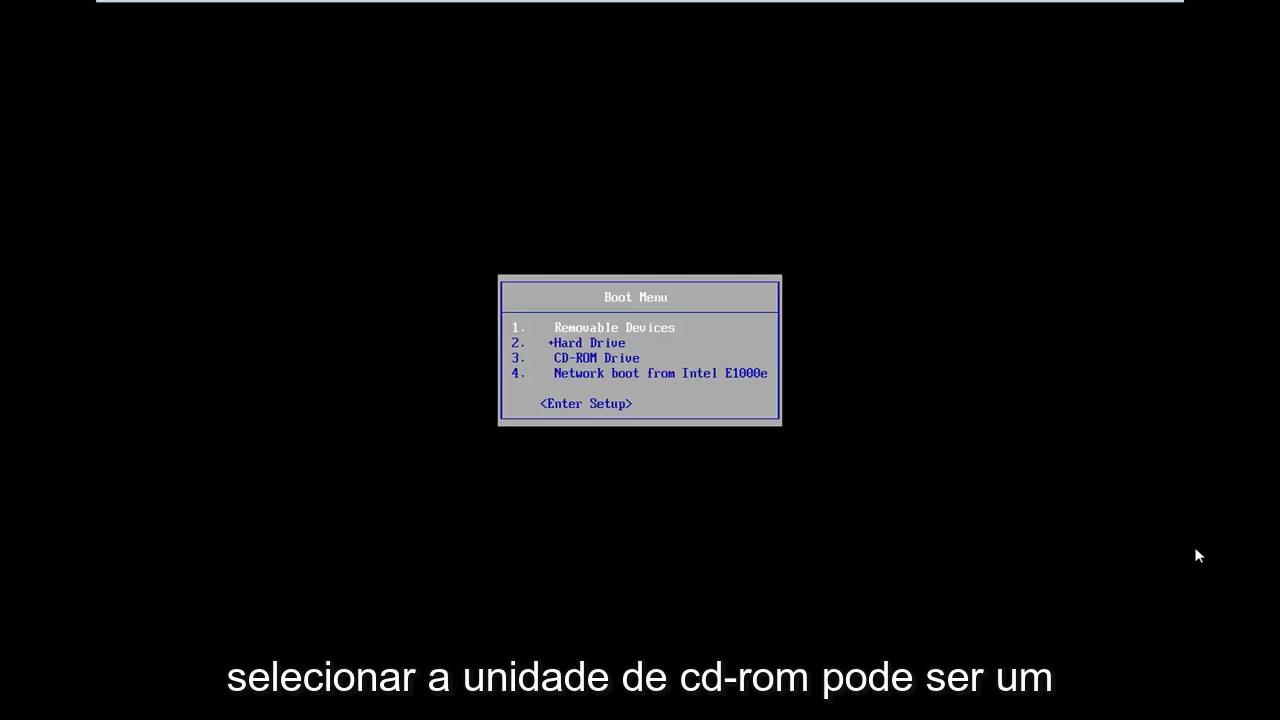 Boot Menu
1. Removable Devices
2. +Hard Drive
3. CD-ROM Drive
4. Network boot from Intel E1000e
<Enter Setup>
selecionar a unidade de cd-rom pode ser um